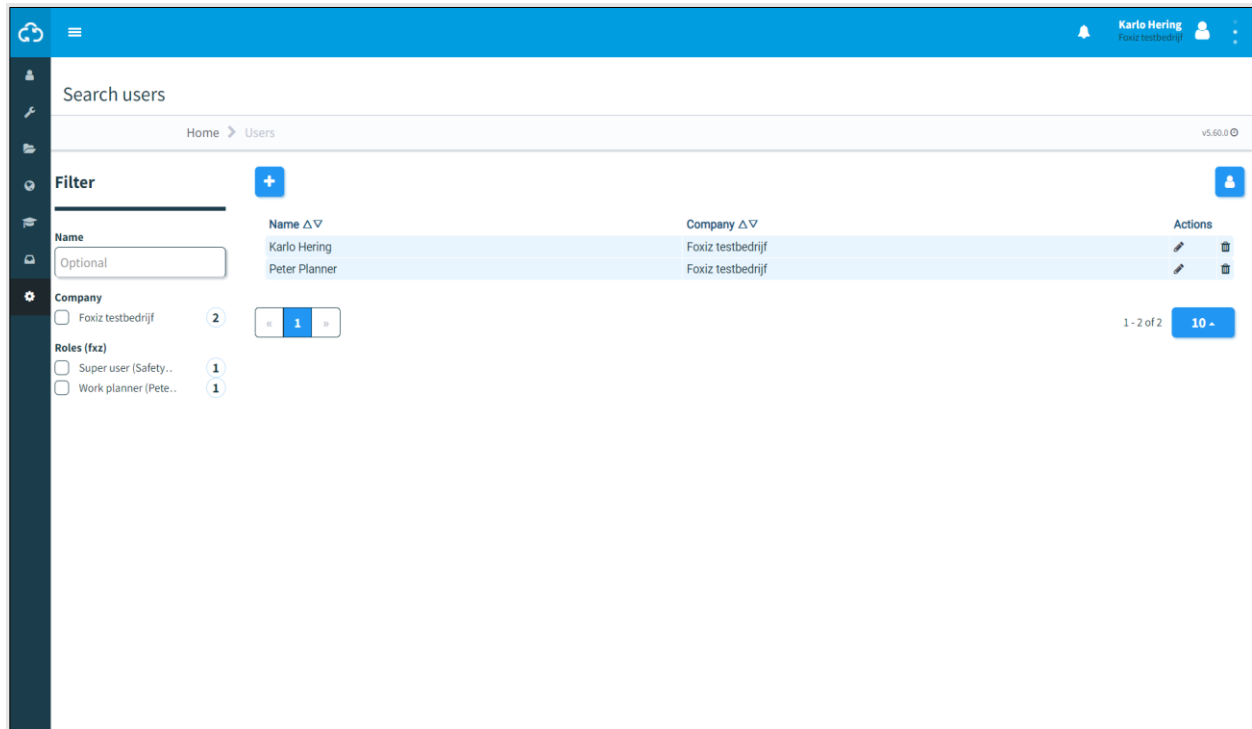 Karlo Hering
Foxiz testbedrijf
Search users
Home Users
v5.60.0
Filter
Name
Optional
Company
Foxiz testbedrijf 2
Roles (fxz)
Super user (Safety.. 1
Work planner (Pete.. 1
Name Company Actions
Karlo Hering Foxiz testbedrijf
Peter Planner Foxiz testbedrijf
« 1 »
1 - 2 of 2 10